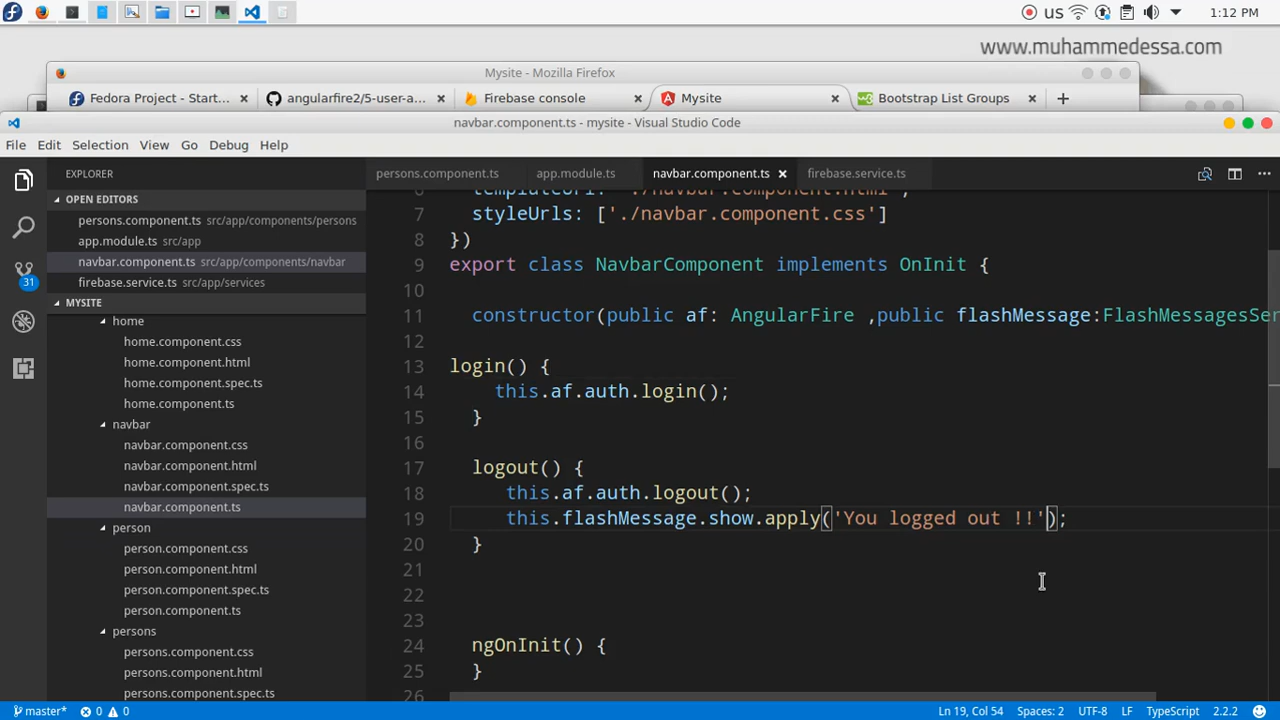 us
1:12 PM
www.muhammedessa.com
Mysite - Mozilla Firefox
Fedora Project - Start...
angularfire2/5-user-a...
Firebase console
Mysite
Bootstrap List Groups
navbar.component.ts - mysite - Visual Studio Code
File Edit Selection View Go Debug Help
EXPLORER
persons.component.ts
app.module.ts
navbar.component.ts
firebase.service.ts
OPEN EDITORS
persons.component.ts src/app/components/persons
app.module.ts src/app
navbar.component.ts src/app/components/navbar
firebase.service.ts src/app/services
31
MYSITE
home
home.component.css
home.component.html
home.component.spec.ts
home.component.ts
navbar
navbar.component.css
navbar.component.html
navbar.component.spec.ts
navbar.component.ts
person
person.component.css
person.component.html
person.component.spec.ts
person.component.ts
persons
persons.component.css
persons.component.html
persons.component.spec.ts
6 templateUrl: './navbar.component.html',
7 styleUrls: ['./navbar.component.css']
8 })
9 export class NavbarComponent implements OnInit {
10
11 constructor(public af: AngularFire ,public flashMessage:FlashMessagesSer
12
13 login() {
14 this.af.auth.login();
15 }
16
17 logout() {
18 this.af.auth.logout();
19 this.flashMessage.show.apply('You logged out !!');
20 }
21
22
23
24 ngOnInit() {
25 }
26
master* 0 0
Ln 19, Col 54 Spaces: 2 UTF-8 LF TypeScript 2.2.2